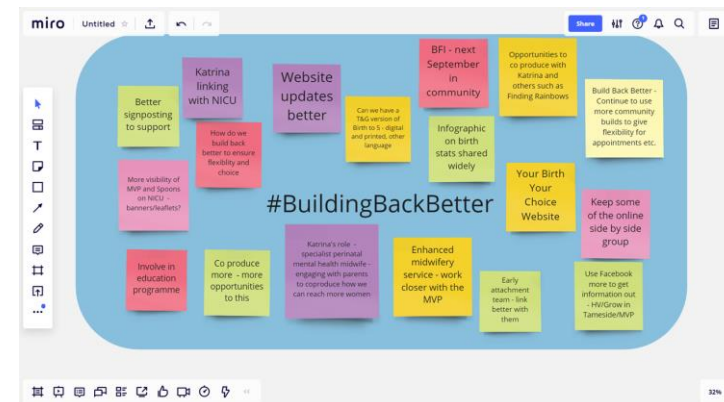 miro
Untitled
Share
Better
signposting
to support
Katrina
linking
with NICU
Website
updates
better
Can we have a
T&G version of
Birth to 5 - digital
and printed, other
language
BFI - next
September
in
community
Opportunities to
co produce with
Katrina and
others such as
Finding Rainbows
Build Back Better -
Continue to use
more community
builds to give
flexibility for
appointments etc.
How do we
build back
better to ensure
flexiblity and
choice
Infographic
on birth
stats shared
widely
More visibility of
MVP and Spoons
on NICU -
banners/leaflets?
#BuildingBackBetter
Your Birth
Your
Choice
Website
Keep some
of the online
side by side
group
Involve in
education
programme
Co produce
more - more
opportunities
to this
Katrina's role -
specialist perinatal
mental health midwife -
engaging with parents
to coproduce how we
can reach more women
Enhanced
midwifery
service - work
closer with the
MVP
Early
attachment
team - link
better with
them
Use Facebook
more to get
information out
- HV/Grow in
Tameside/MVP
32%